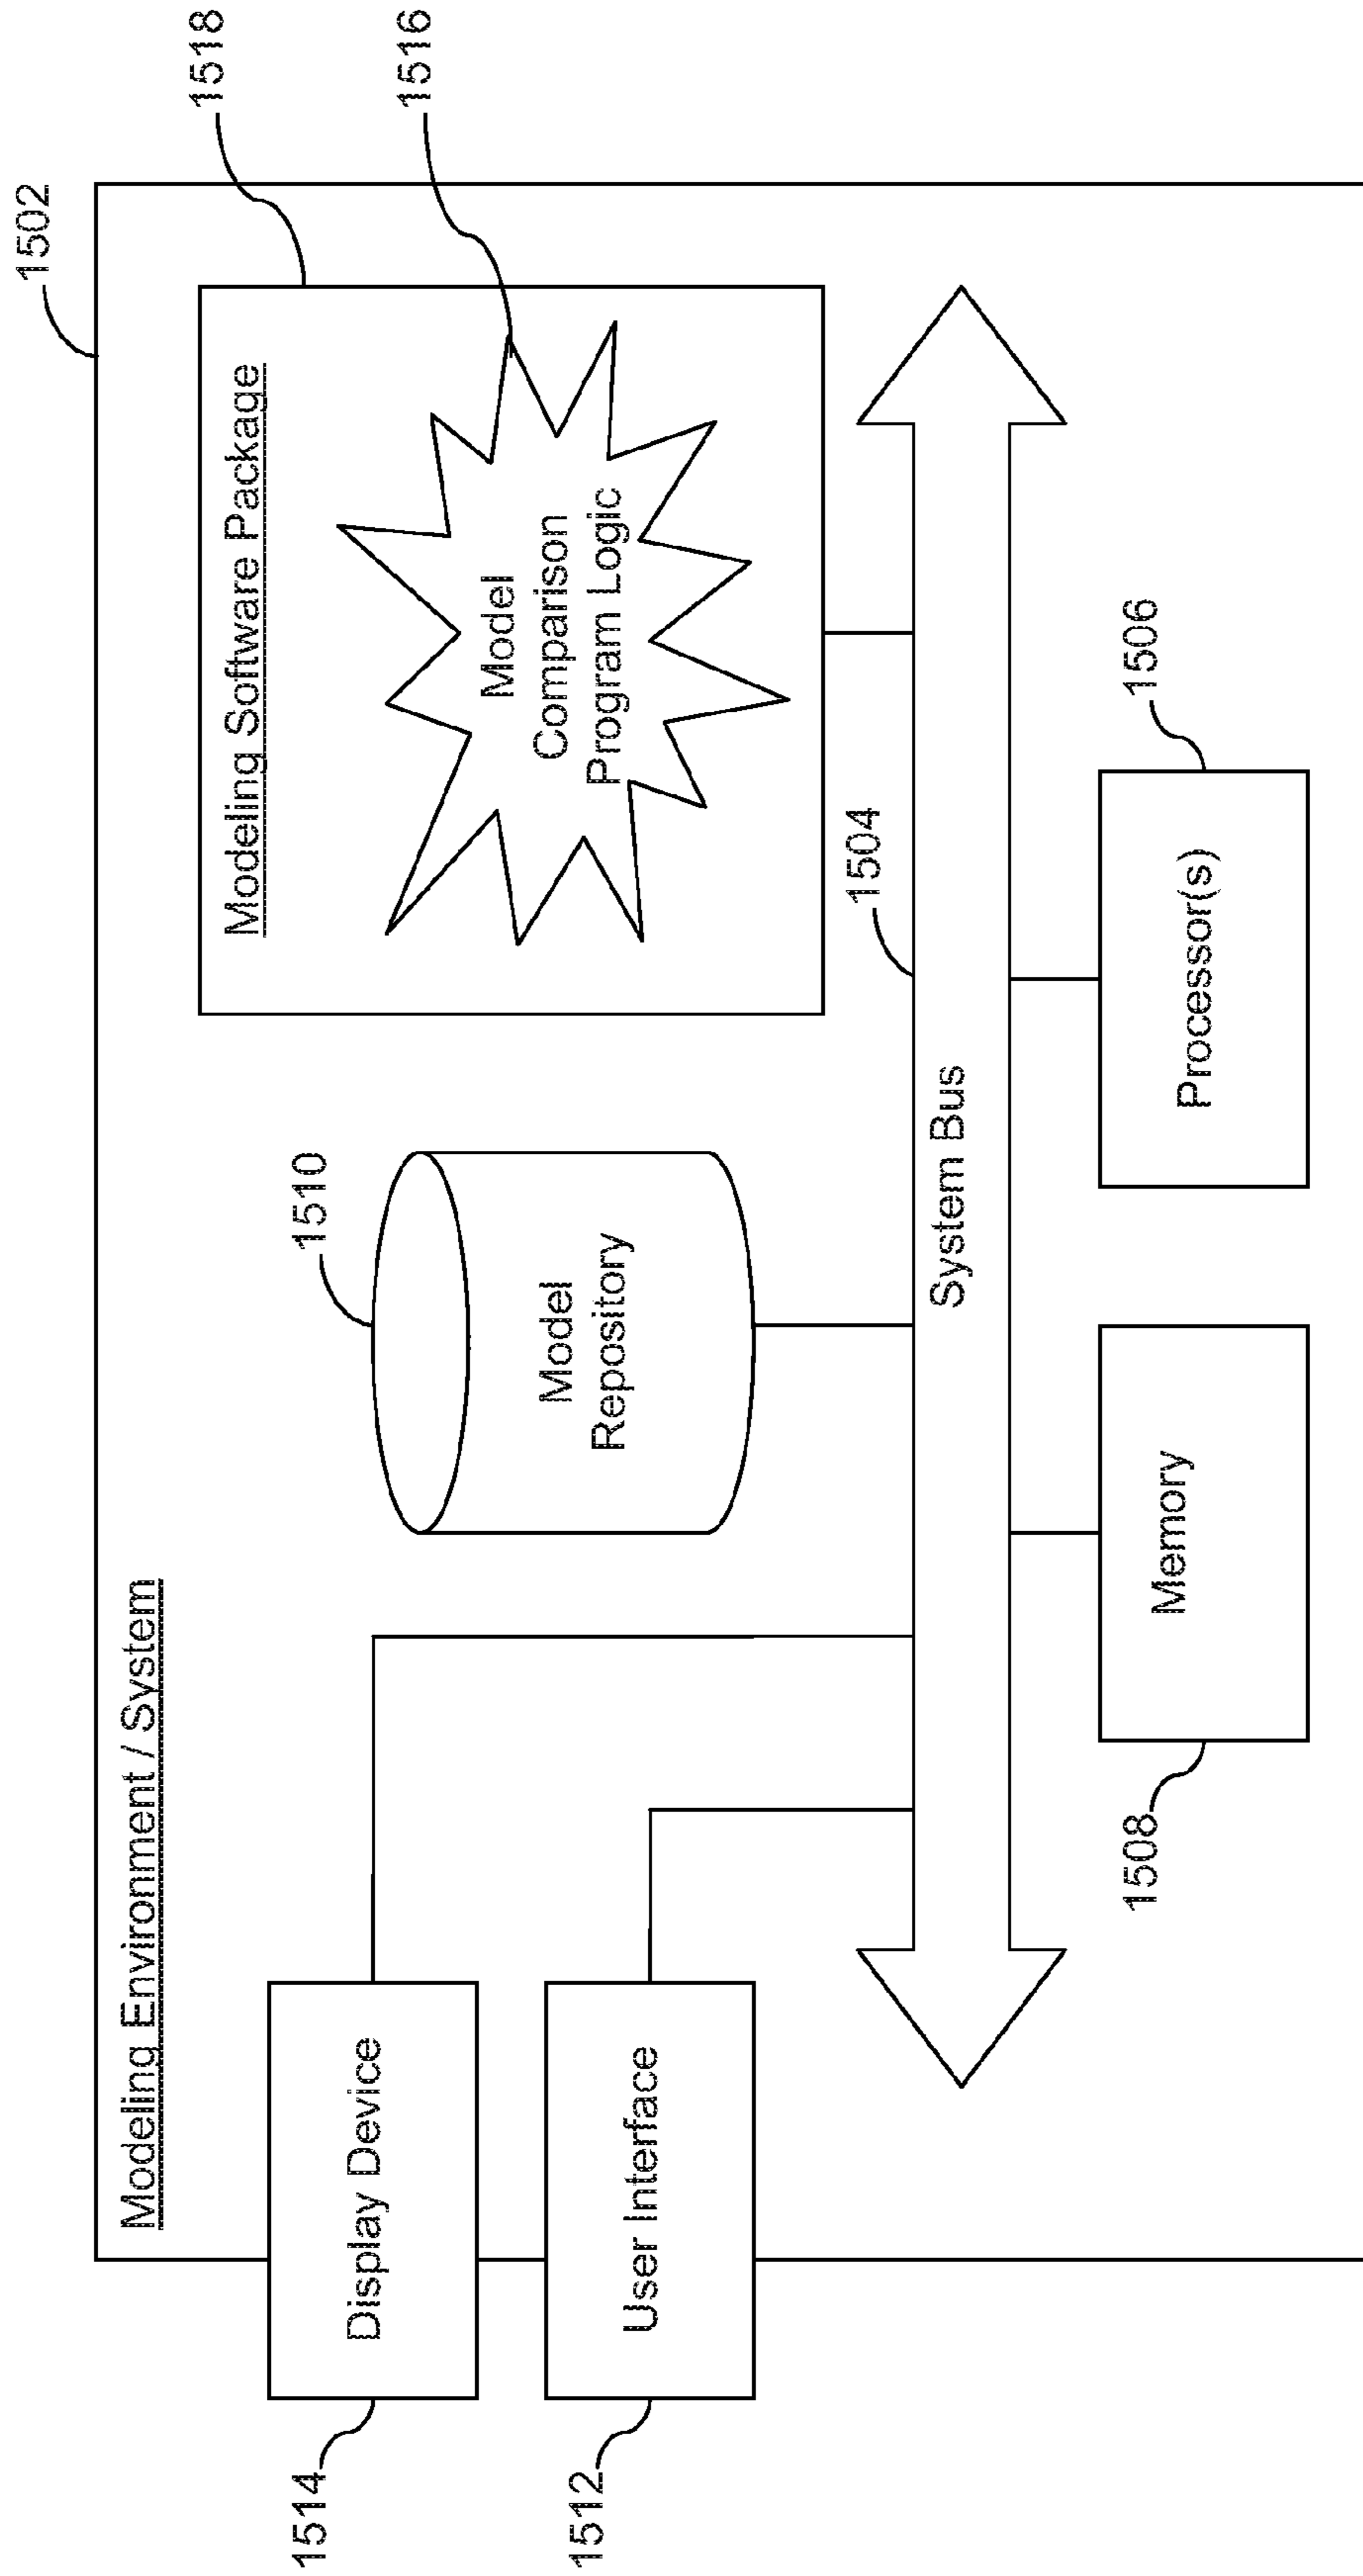 1502
Modeling Environment / System
1518
Modeling Software Package
1514
Display Device
1510
1516
Model
Comparison
Program Logic
Model
Repository
1512
User Interface
1504
System Bus
1508
Memory
1506
Processor(s)